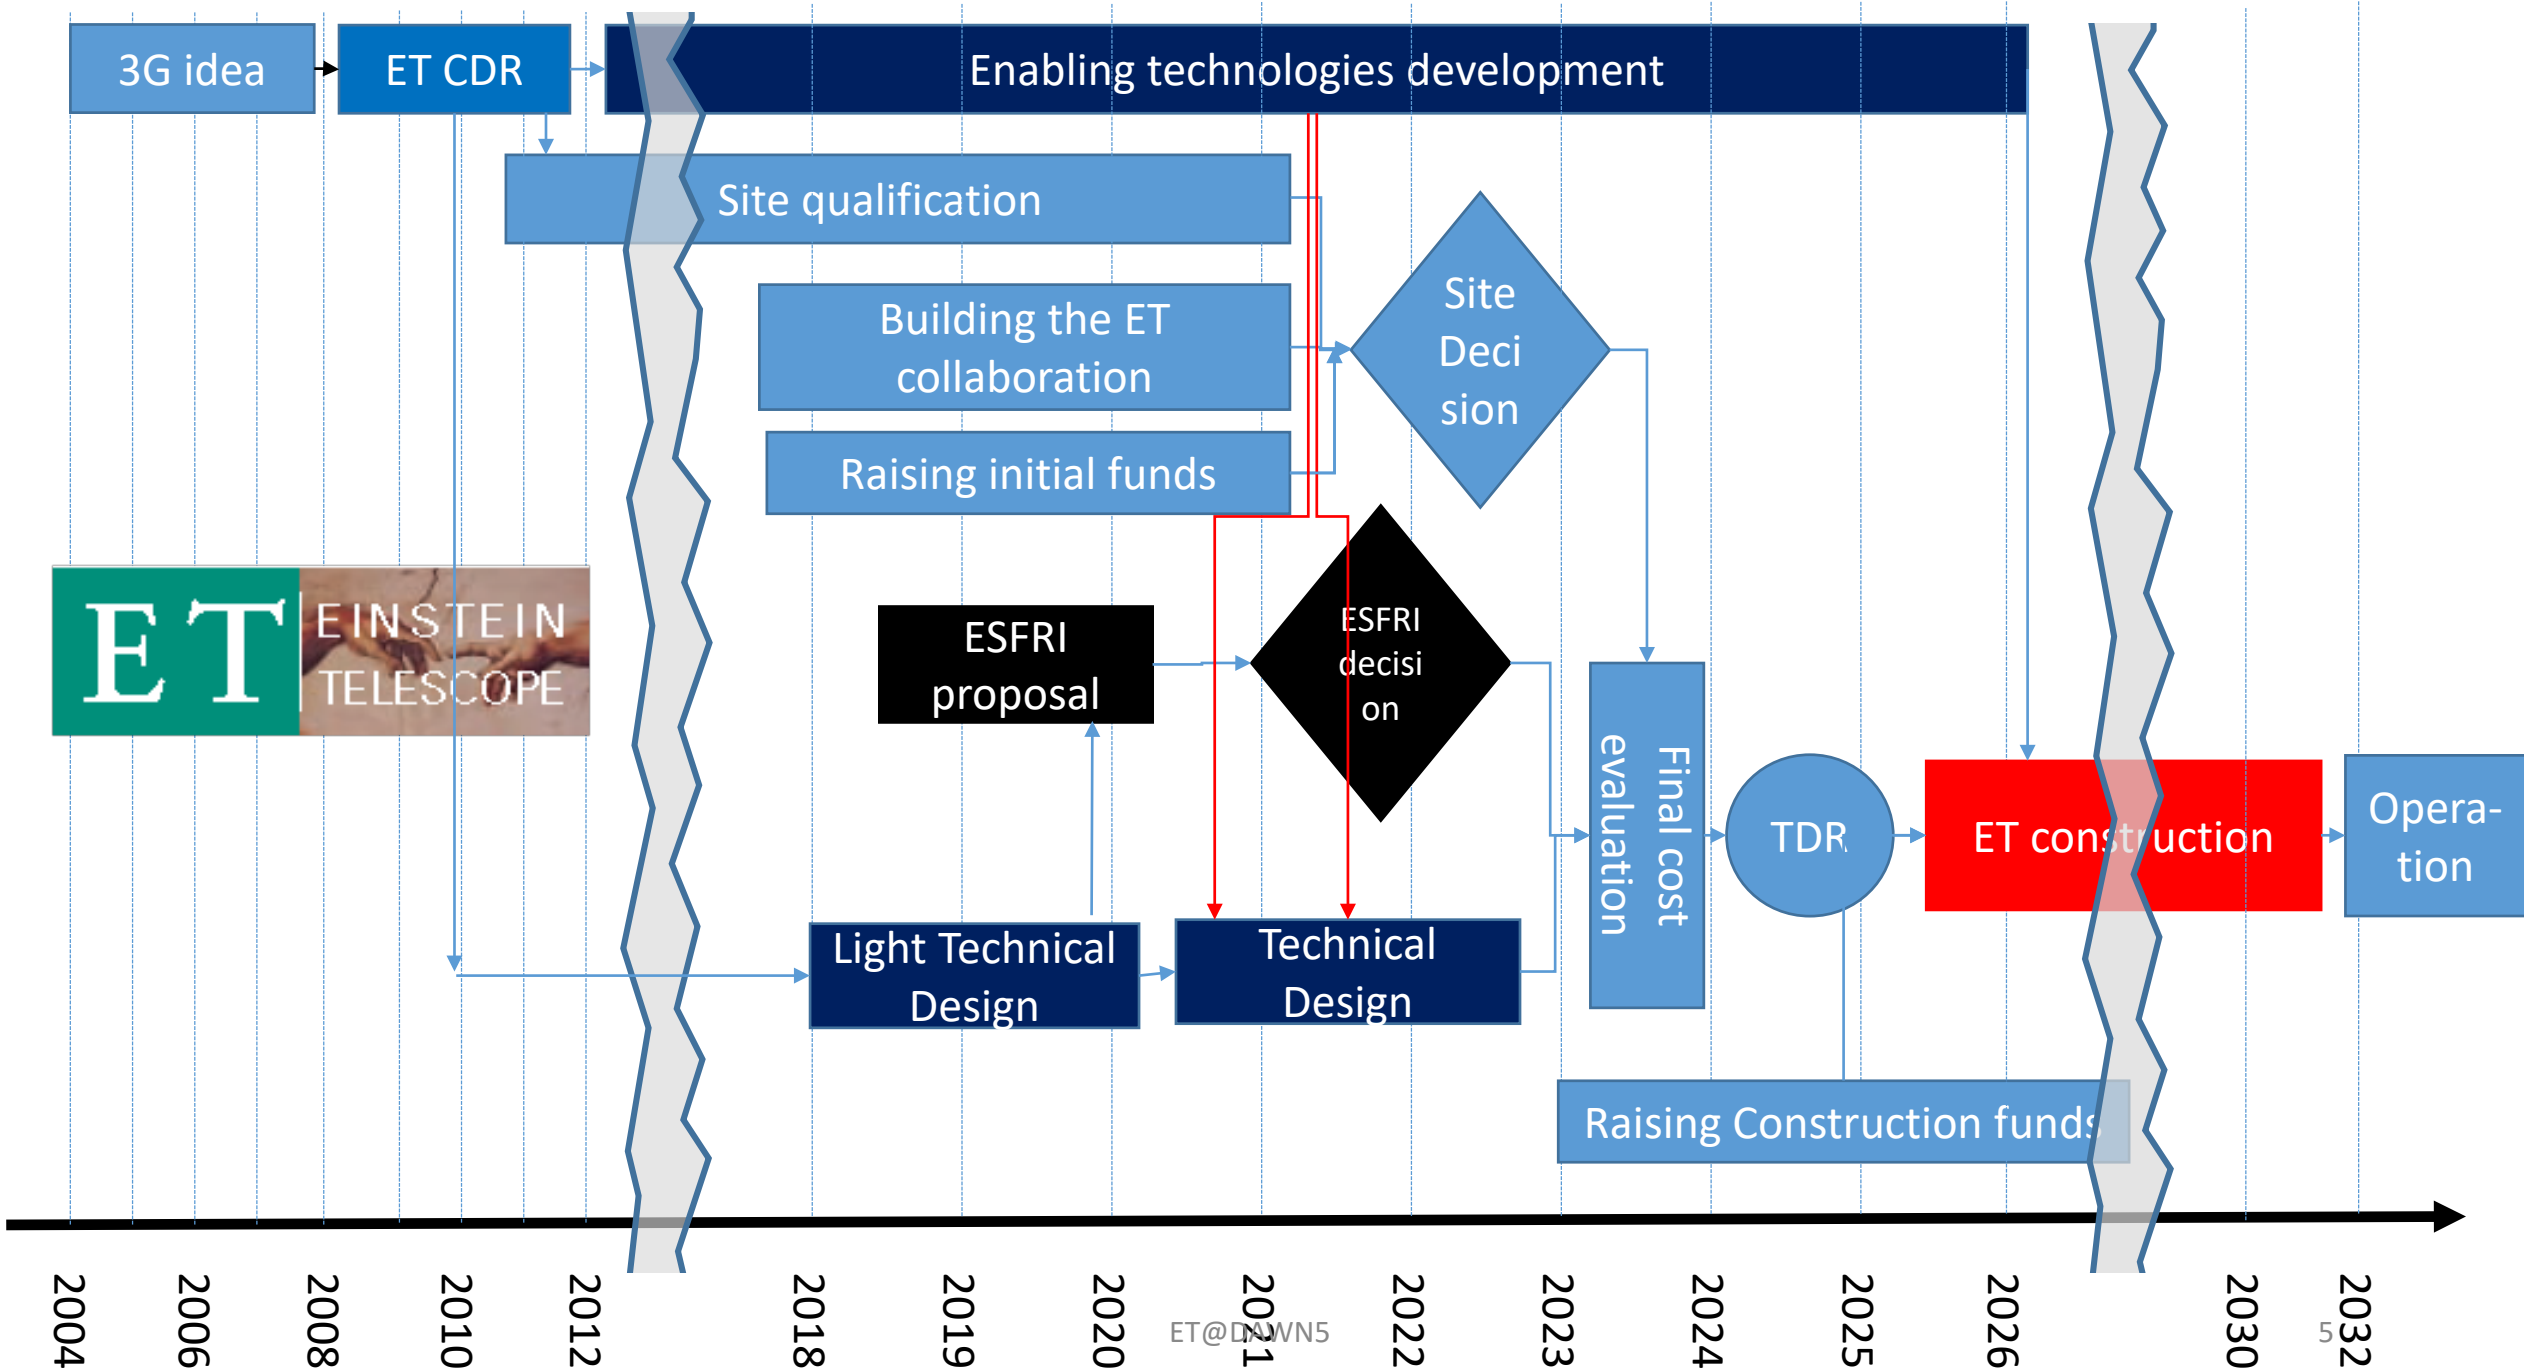 3G idea
ET CDR
Enabling technologies development
Site qualification
Building the ET
collaboration
Raising initial funds
Site
Deci
sion
ET
EINSTEIN
TELESCOPE
ESFRI
proposal
ESFRI
decisi
on
Final cost
evaluation
TDR
ET construction
Opera-
tion
Light Technical
Design
Technical
Design
Raising Construction funds
2004
2006
2008
2010
2012
2018
2019
2020
2021
2022
2023
2024
2025
2026
2030
2032
ET@DAWN5
5